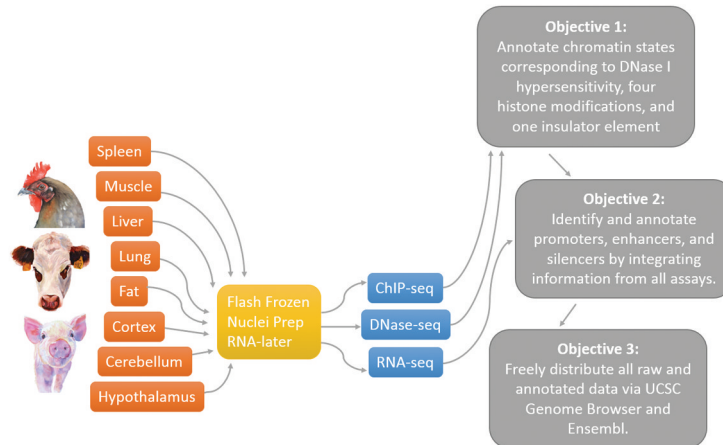 Spleen
Muscle
Liver
Lung
Fat
Cortex
Cerebellum
Hypothalamus
Flash Frozen
Nuclei Prep
RNA-later
ChIP-seq
DNase-seq
RNA-seq
Objective 1:
Annotate chromatin states
corresponding to DNase I
hypersensitivity, four
histone modifications, and
one insulator element
Objective 2:
Identify and annotate
promoters, enhancers, and
silencers by integrating
information from all assays.
Objective 3:
Freely distribute all raw and
annotated data via UCSC
Genome Browser and
Ensembl.